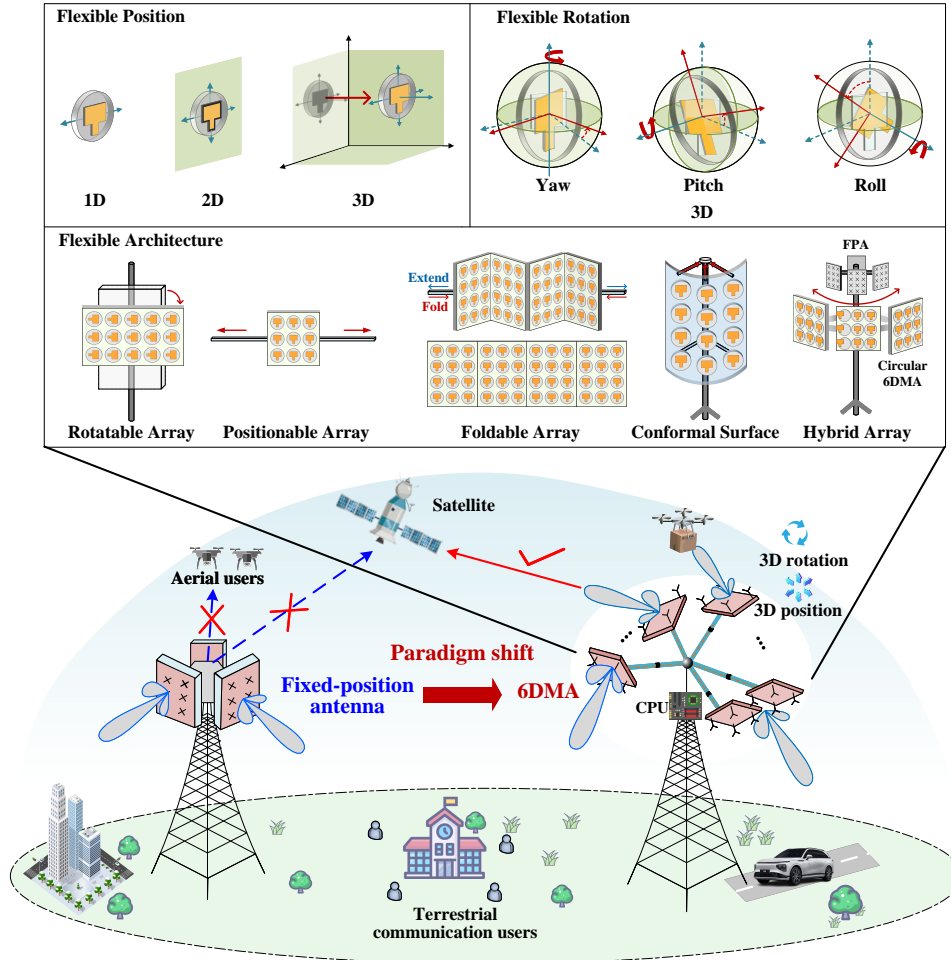 Flexible Position
1D
2D
3D
Flexible Rotation
Yaw
Pitch
Roll
3D
Flexible Architecture
Rotatable Array
Positionable Array
Extend
Fold
Foldable Array
Conformal Surface
FPA
Circular
6DMA
Hybrid Array
Satellite
Aerial users
3D rotation
3D position
Paradigm shift
Fixed-position
antenna
6DMA
CPU
Terrestrial
communication users